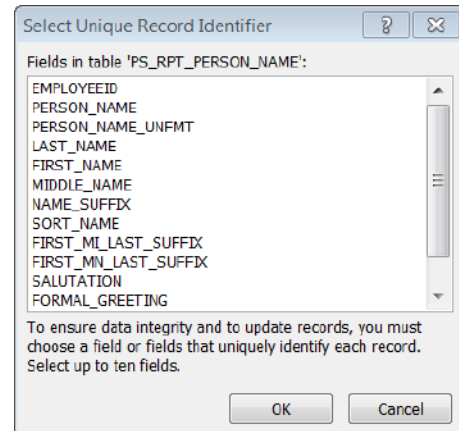 Select Unique Record Identifier
Fields in table 'PS_RPT_PERSON_NAME':
EMPLOYEEID
PERSON_NAME
PERSON_NAME_UNFMT
LAST_NAME
FIRST_NAME
MIDDLE_NAME
NAME_SUFFIX
SORT_NAME
FIRST_MI_LAST_SUFFIX
FIRST_MN_LAST_SUFFIX
SALUTATION
FORMAL_GREETING
To ensure data integrity and to update records, you must
choose a field or fields that uniquely identify each record.
Select up to ten fields.
OK Cancel